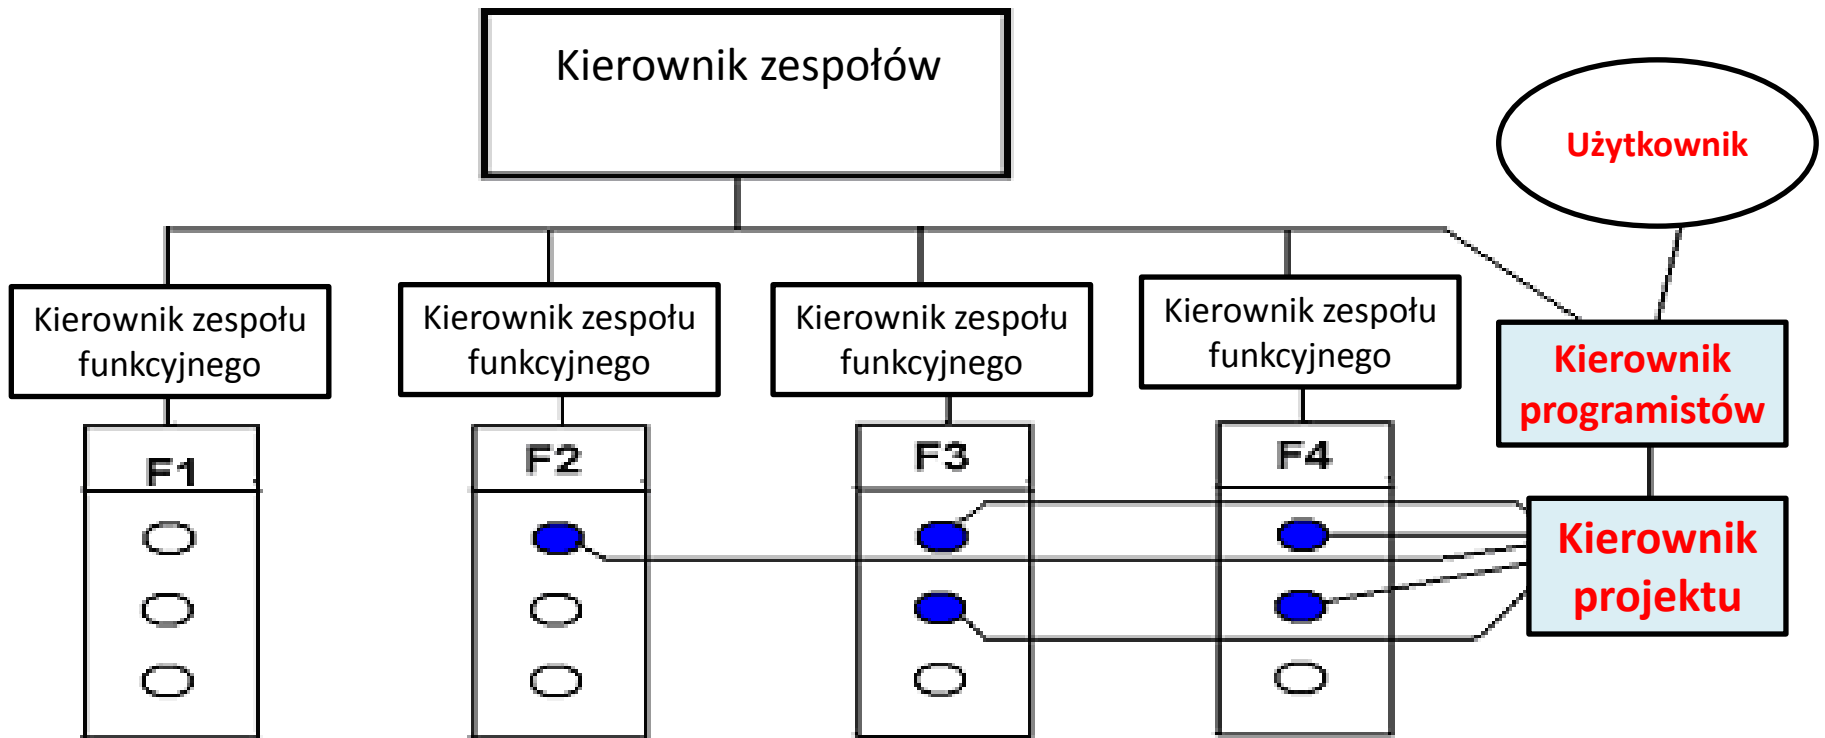 Kierownik zespołów
Użytkownik
Kierownik zespołu
funkcyjnego
Kierownik zespołu
funkcyjnego
Kierownik zespołu
funkcyjnego
Kierownik zespołu
funkcyjnego
Kierownik
programistów
F1
F2
F3
F4
Kierownik
projektu